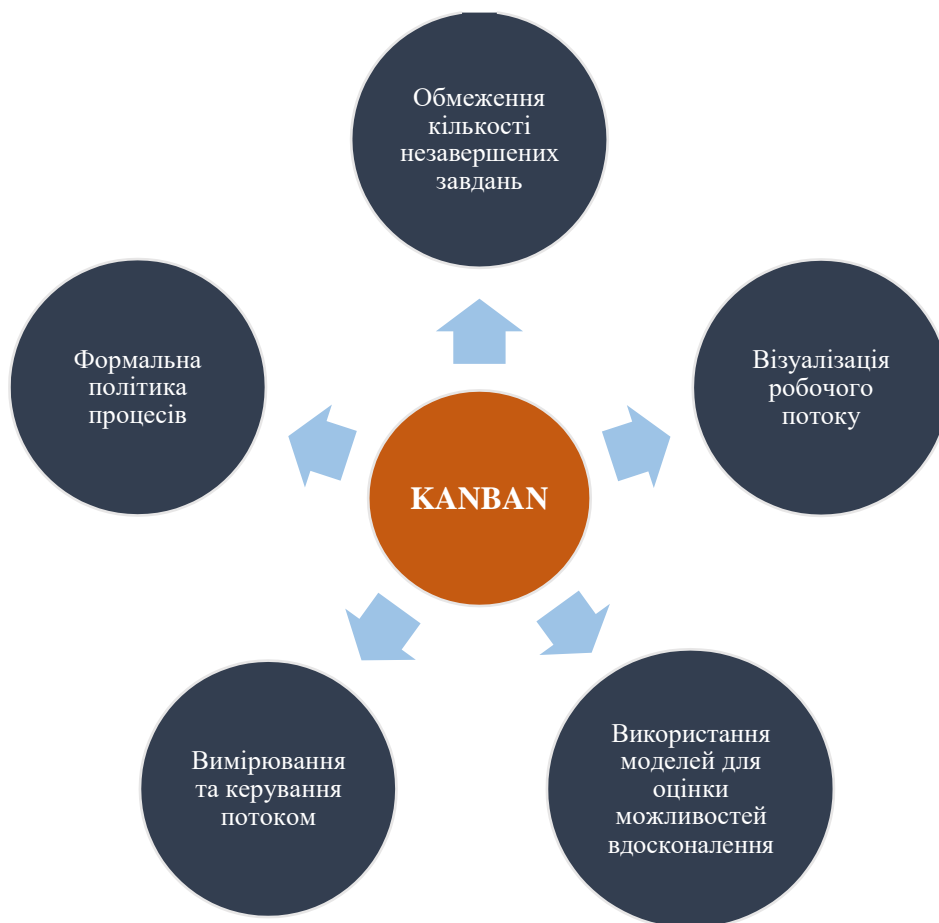 Обмеження
кількості
незавершених
завдань
Формальна
політика
процесів
Візуалізація
робочого
потоку
KANBAN
Вимірювання
та керування
потоком
Використання
моделей для
оцінки
можливостей
вдосконалення